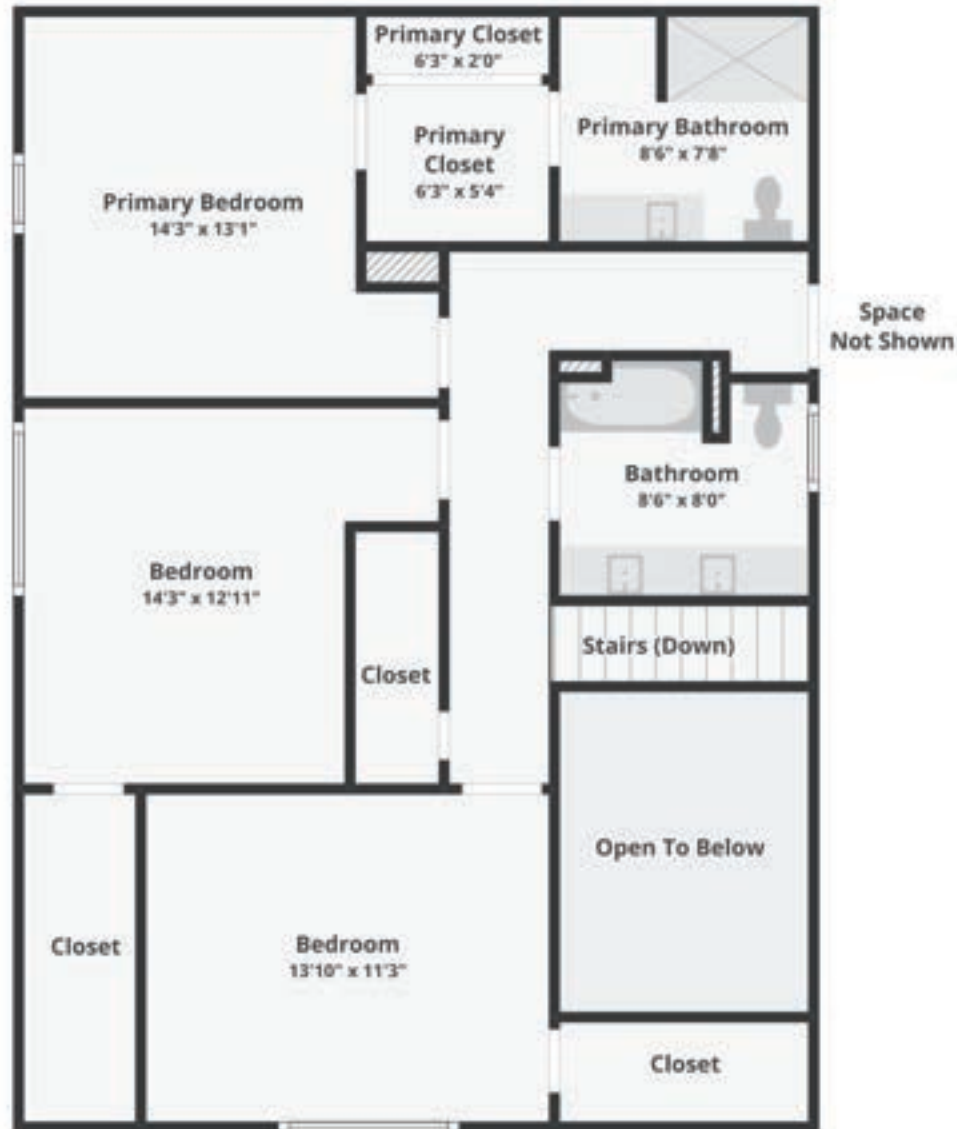 Primary Closet
6'3" x 2'0"
Primary
Closet
6'3" x 5'4"
Primary Bathroom
8'6" x 7'8"
Primary Bedroom
14'3" x 13'1"
Space
Not Shown
Bathroom
8'6" x 8'0"
Bedroom
14'3" x 12'11"
Stairs (Down)
Closet
Open To Below
Closet
Bedroom
13'10" x 11'3"
Closet